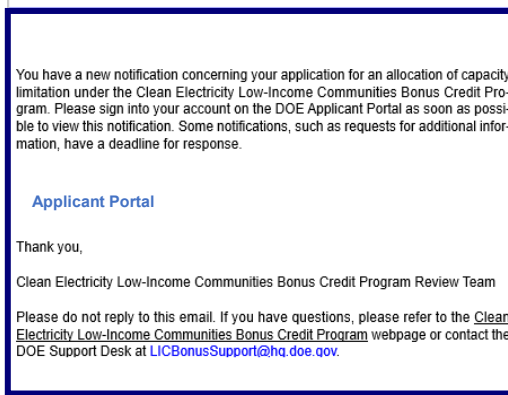 You have a new notification concerning your application for an allocation of capacity
limitation under the Clean Electricity Low-Income Communities Bonus Credit Pro-
gram. Please sign into your account on the DOE Applicant Portal as soon as possi-
ble to view this notification. Some notifications, such as requests for additional infor-
mation, have a deadline for response.
Applicant Portal
Thank you,
Clean Electricity Low-Income Communities Bonus Credit Program Review Team
Please do not reply to this email. If you have questions, please refer to the Clean
Electricity Low-Income Communities Bonus Credit Program webpage or contact the
DOE Support Desk at LICBonusSupport@hq.doe.gov.